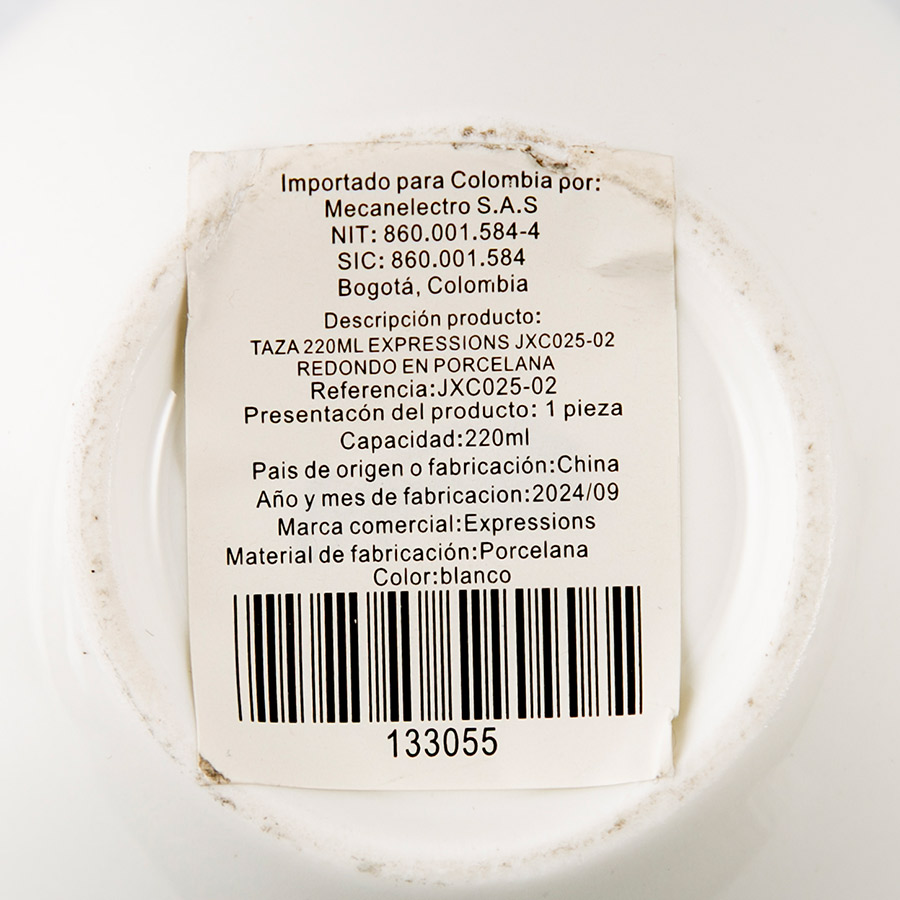 Importado para Colombia por:
Mecanelectro S.A.S
NIT: 860.001.584-4
SIC: 860.001.584
Bogotá, Colombia
Descripción producto:
TAZA 220ML EXPRESSIONS JXC025-02
REDONDO EN PORCELANA
Referencia:JXC025-02
Presentacón del producto: 1 pieza
Capacidad:220ml
Pais de origen o fabricación:China
Año y mes de fabricacion:2024/09
Marca comercial:Expressions
Material de fabricación:Porcelana
Color:blanco
133055